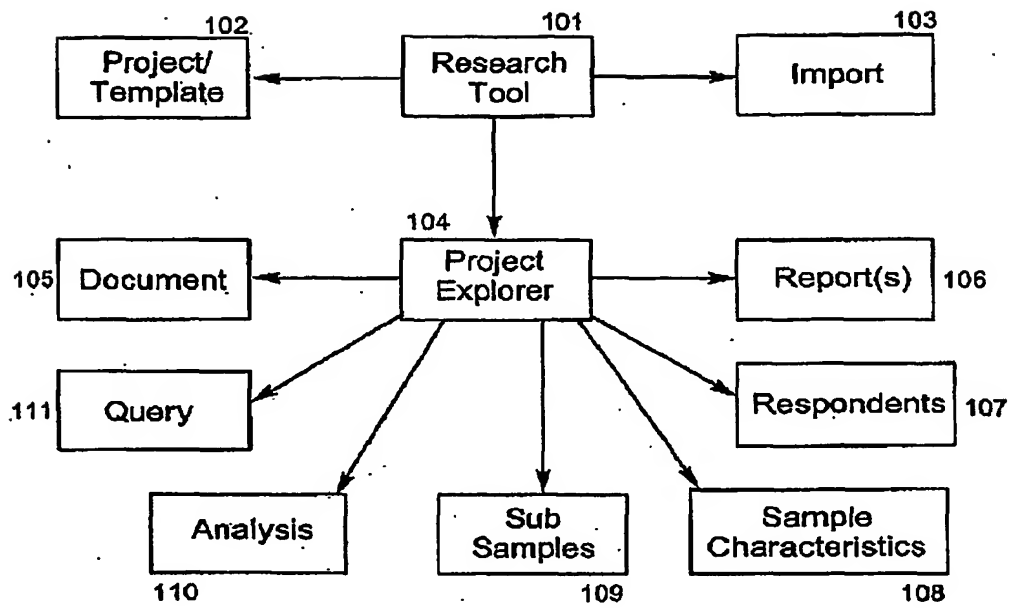 102
101
103
Project/
Template
Research
Tool
Import
104
105
Document
Project
Explorer
Report(s)
106
111
Query
Respondents
107
Analysis
Sub
Samples
Sample
Characteristics
110
109
108